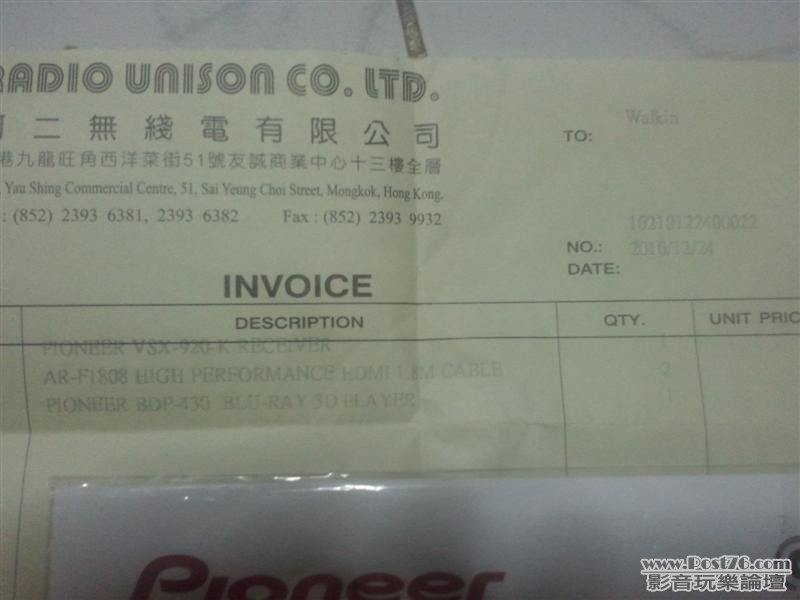 RADIO UNISON CO. LTD.
二無綫電有限公司
港九龍旺角西洋菜街51號友誠商業中心十三樓全層
, Yau Shing Commercial Centre, 51, Sai Yeung Choi Street, Mongkok, Hong Kong.
: (852) 2393 6381, 2393 6382 Fax : (852) 2393 9932
TO: Walkin
10210122400022
NO.: 2010/12/24
DATE:
INVOICE
DESCRIPTION QTY. UNIT PRIC
PIONEER VSX-920-K RECEIVER 1
AR-F1808 HIGH PERFORMANCE HDMI 1.8M CABLE 2
PIONEER BDP-430 BLU-RAY 3D PLAYER 1
Pioneer
www.Post76.com
影音玩樂論壇